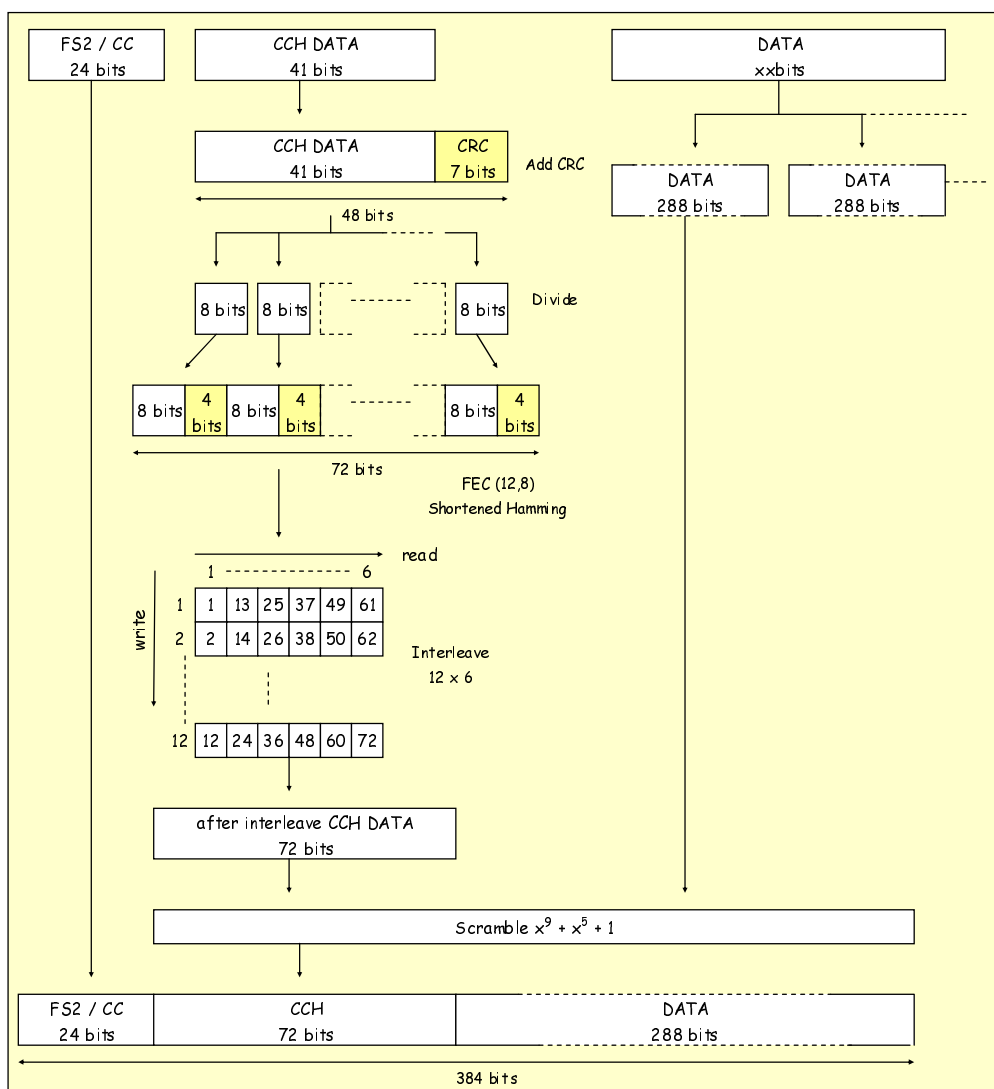 FS2 / CC
24 bits
CCH DATA
41 bits
DATA
xxbits
CCH DATA
41 bits
CRC
7 bits
Add CRC
DATA
288 bits
DATA
288 bits
48 bits
8 bits
8 bits
8 bits
Divide
8 bits
4
bits
8 bits
4
bits
8 bits
4
bits
72 bits
FEC (12,8)
Shortened Hamming
read
1 6
write
1 1 13 25 37 49 61
2 2 14 26 38 50 62
Interleave
12 x 6
12 12 24 36 48 60 72
after interleave CCH DATA
72 bits
Scramble x⁹ + x⁵ + 1
FS2 / CC
24 bits
CCH
72 bits
DATA
288 bits
384 bits